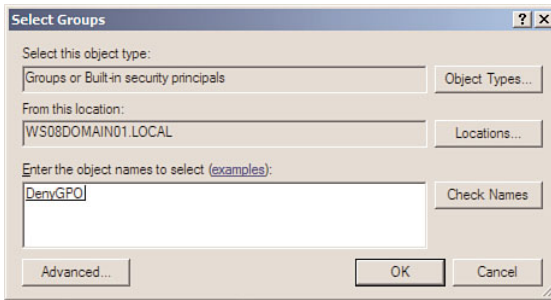 Select Groups
Select this object type:
Groups or Built-in security principals
Object Types...
From this location:
WS08DOMAIN01.LOCAL
Locations...
Enter the object names to select (examples):
DenyGPO
Check Names
Advanced...
OK
Cancel